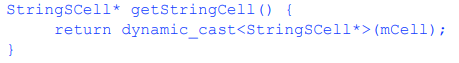 StringSCell* getStringCell() {
     return dynamic_cast<StringSCell*>(mCell);
}